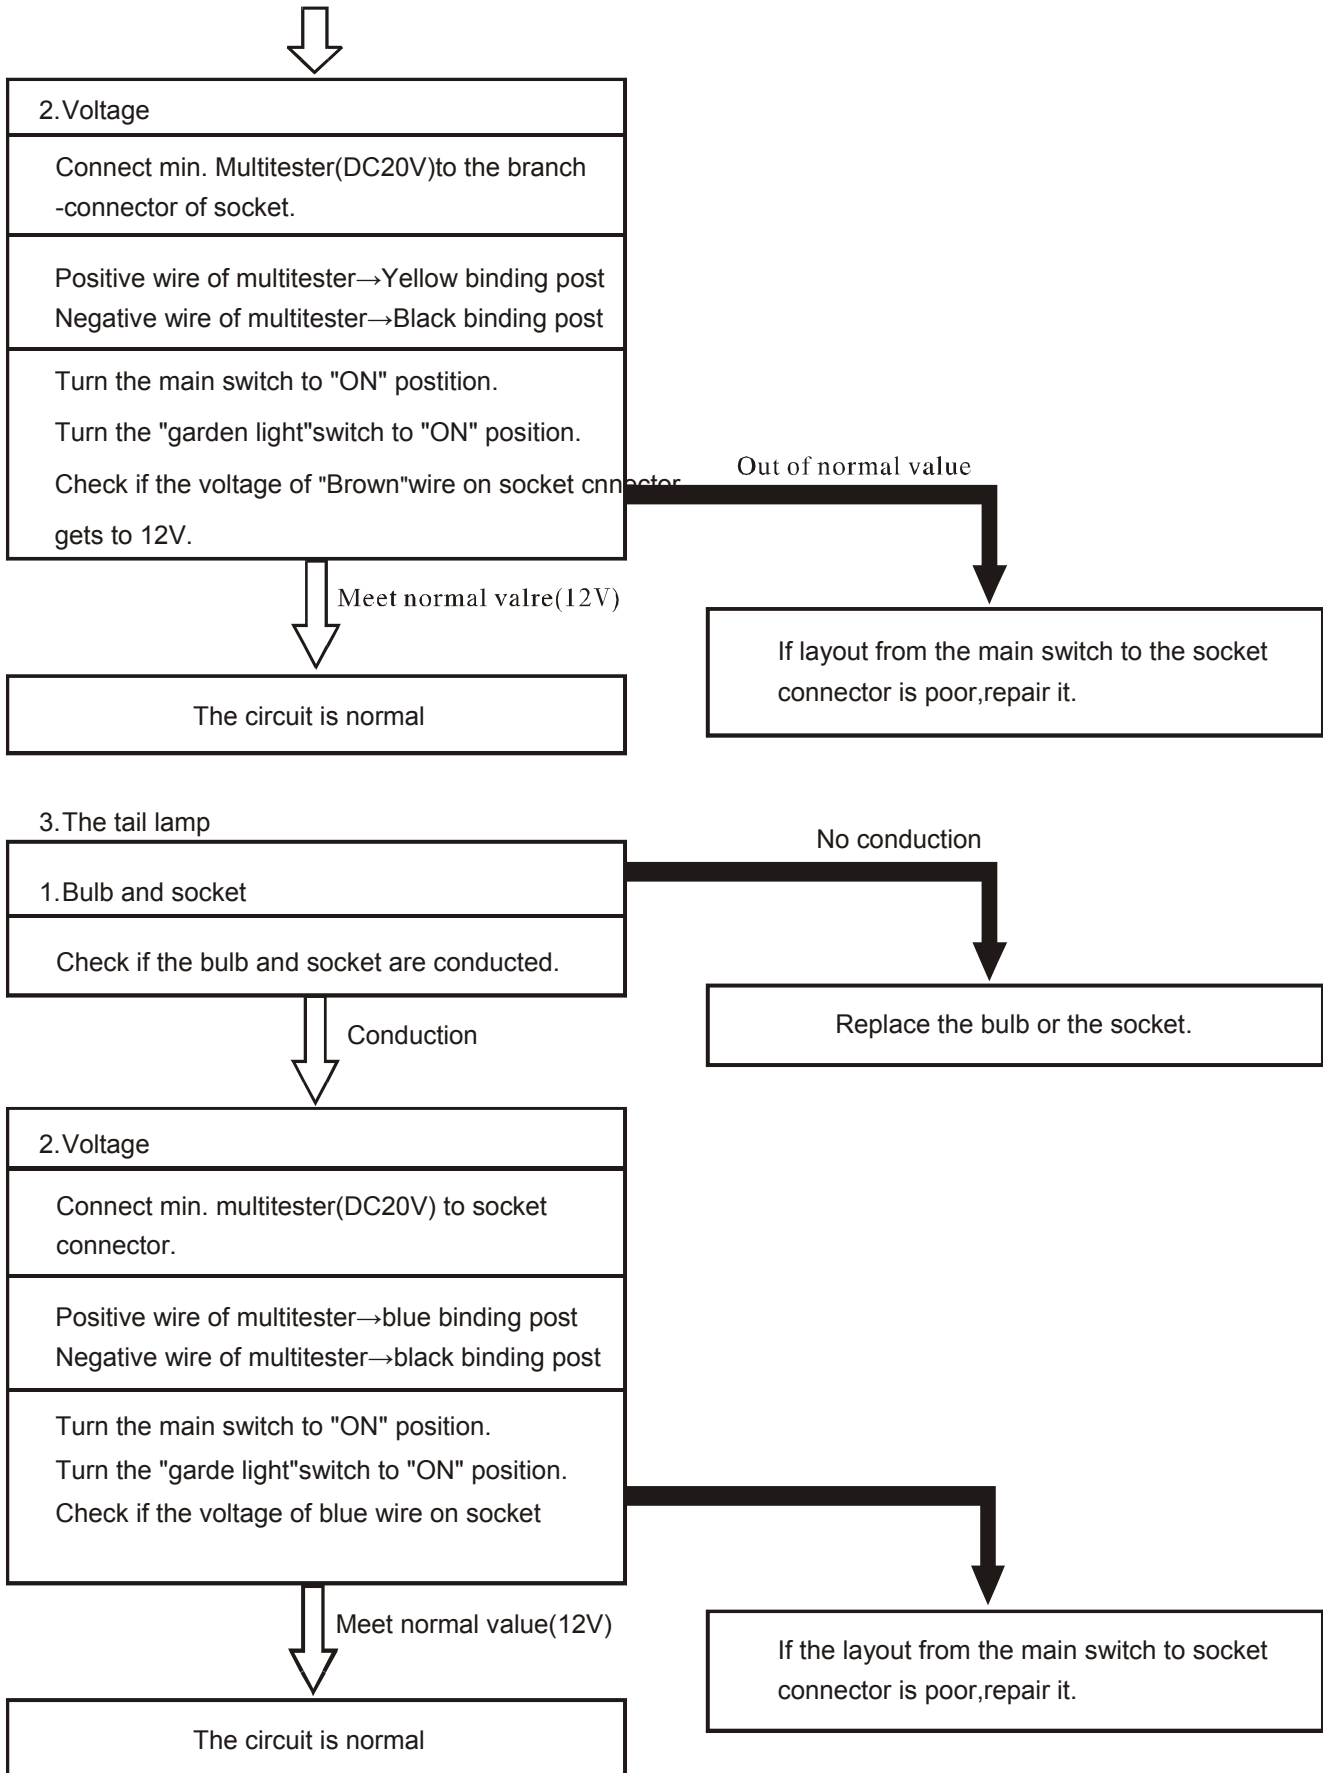 2.Voltage
Connect min. Multitester(DC20V)to the branch
-connector of socket.
Positive wire of multitester→Yellow binding post
Negative wire of multitester→Black binding post
Turn the main switch to "ON" postition.
Turn the "garden light"switch to "ON" position.
Check if the voltage of "Brown"wire on socket cnnector
gets to 12V.
Out of normal value
Meet normal valre(12V)
If layout from the main switch to the socket
connector is poor,repair it.
The circuit is normal
3.The tail lamp
No conduction
1.Bulb and socket
Check if the bulb and socket are conducted.
Conduction
Replace the bulb or the socket.
2.Voltage
Connect min. multitester(DC20V) to socket
connector.
Positive wire of multitester→blue binding post
Negative wire of multitester→black binding post
Turn the main switch to "ON" position.
Turn the "garde light"switch to "ON" position.
Check if the voltage of blue wire on socket
Meet normal value(12V)
If the layout from the main switch to socket
connector is poor,repair it.
The circuit is normal